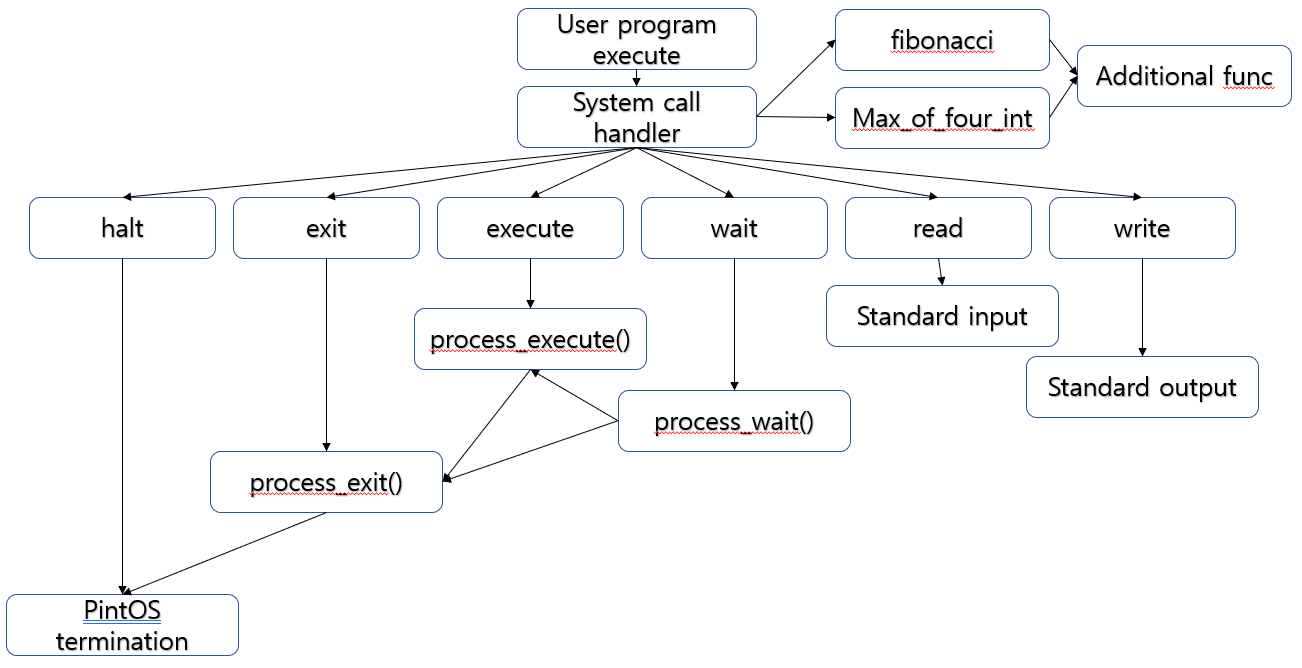 User program
execute
fibonacci
Additional func
System call
handler
Max_of_four_int
halt
exit
execute
wait
read
write
Standard input
process_execute()
Standard output
process_wait()
process_exit()
PintOS
termination